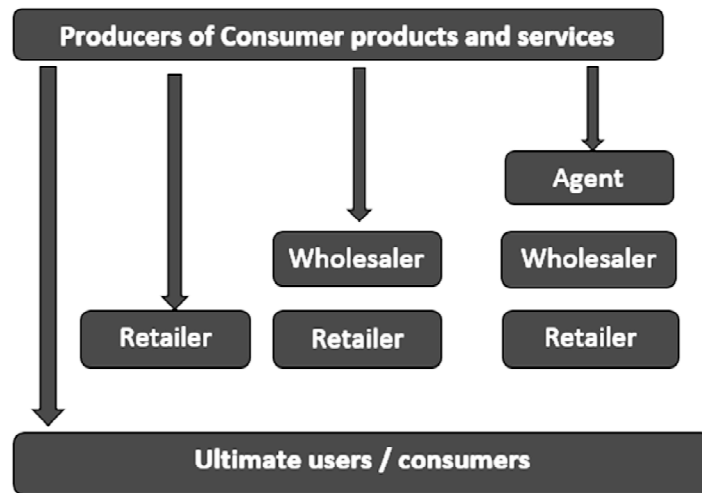 Producers of Consumer products and services
Agent
Wholesaler
Wholesaler
Retailer
Retailer
Retailer
Ultimate users / consumers